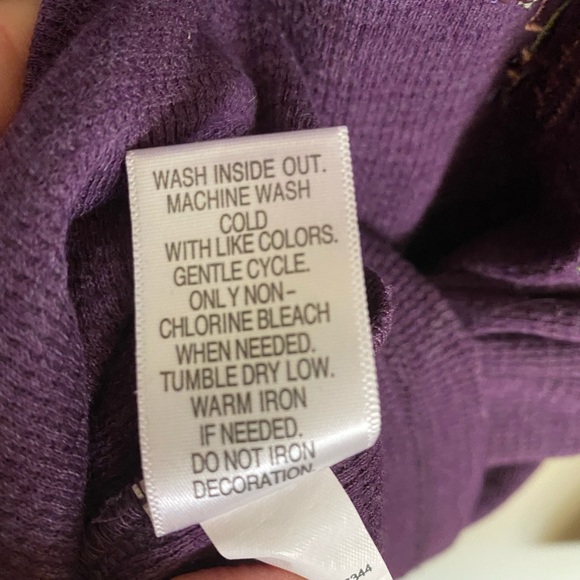 WASH INSIDE OUT.
MACHINE WASH
COLD
WITH LIKE COLORS.
GENTLE CYCLE.
ONLY NON-
CHLORINE BLEACH
WHEN NEEDED.
TUMBLE DRY LOW.
WARM IRON
IF NEEDED.
DO NOT IRON
DECORATION.